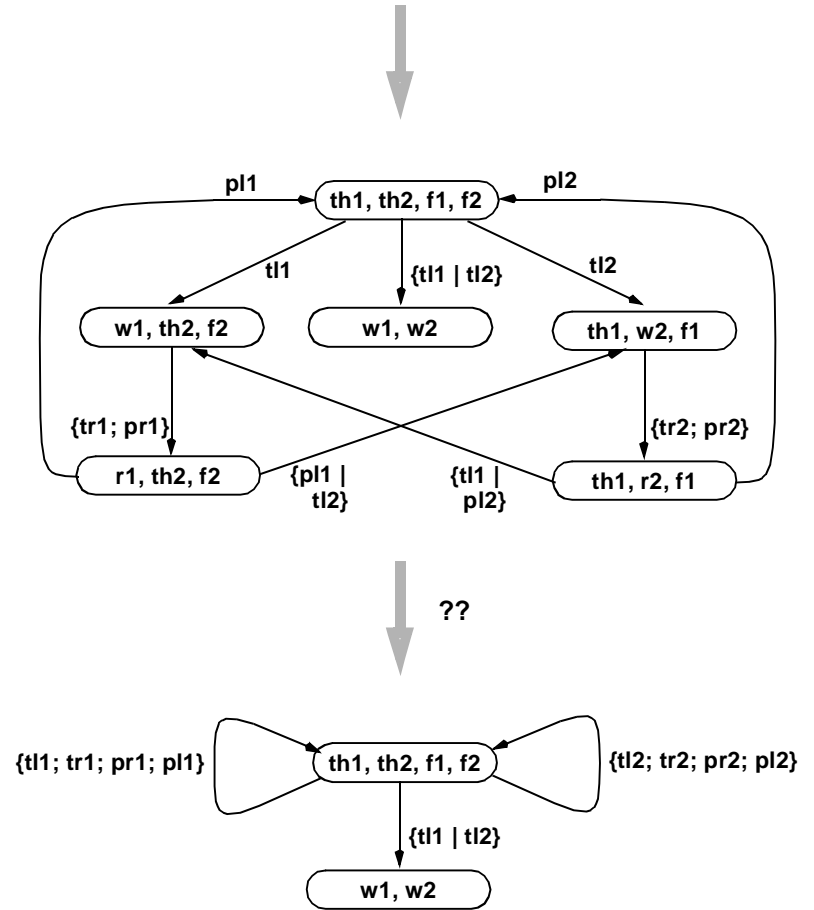 pl1
pl2
th1, th2, f1, f2
tl1
{tl1 | tl2}
tl2
w1, th2, f2
w1, w2
th1, w2, f1
{tr1; pr1}
{tr2; pr2}
r1, th2, f2
{pl1 |
tl2}
{tl1 |
pl2}
th1, r2, f1
??
{tl1; tr1; pr1; pl1}
th1, th2, f1, f2
{tl2; tr2; pr2; pl2}
{tl1 | tl2}
w1, w2